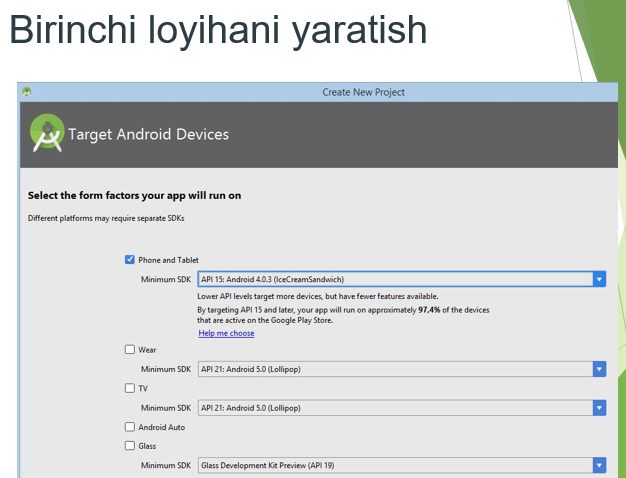 Birinchi loyihani yaratish
Create New Project
Target Android Devices
Select the form factors your app will run on
Different platforms may require separate SDKs
Phone and Tablet
Minimum SDK API 15: Android 4.0.3 (IceCreamSandwich)
Lower API levels target more devices, but have fewer features available.
By targeting API 15 and later, your app will run on approximately 97,4% of the devices
that are active on the Google Play Store.
Help me choose
Wear
Minimum SDK API 21: Android 5.0 (Lollipop)
TV
Minimum SDK API 21: Android 5.0 (Lollipop)
Android Auto
Glass
Minimum SDK Glass Development Kit Preview (API 19)